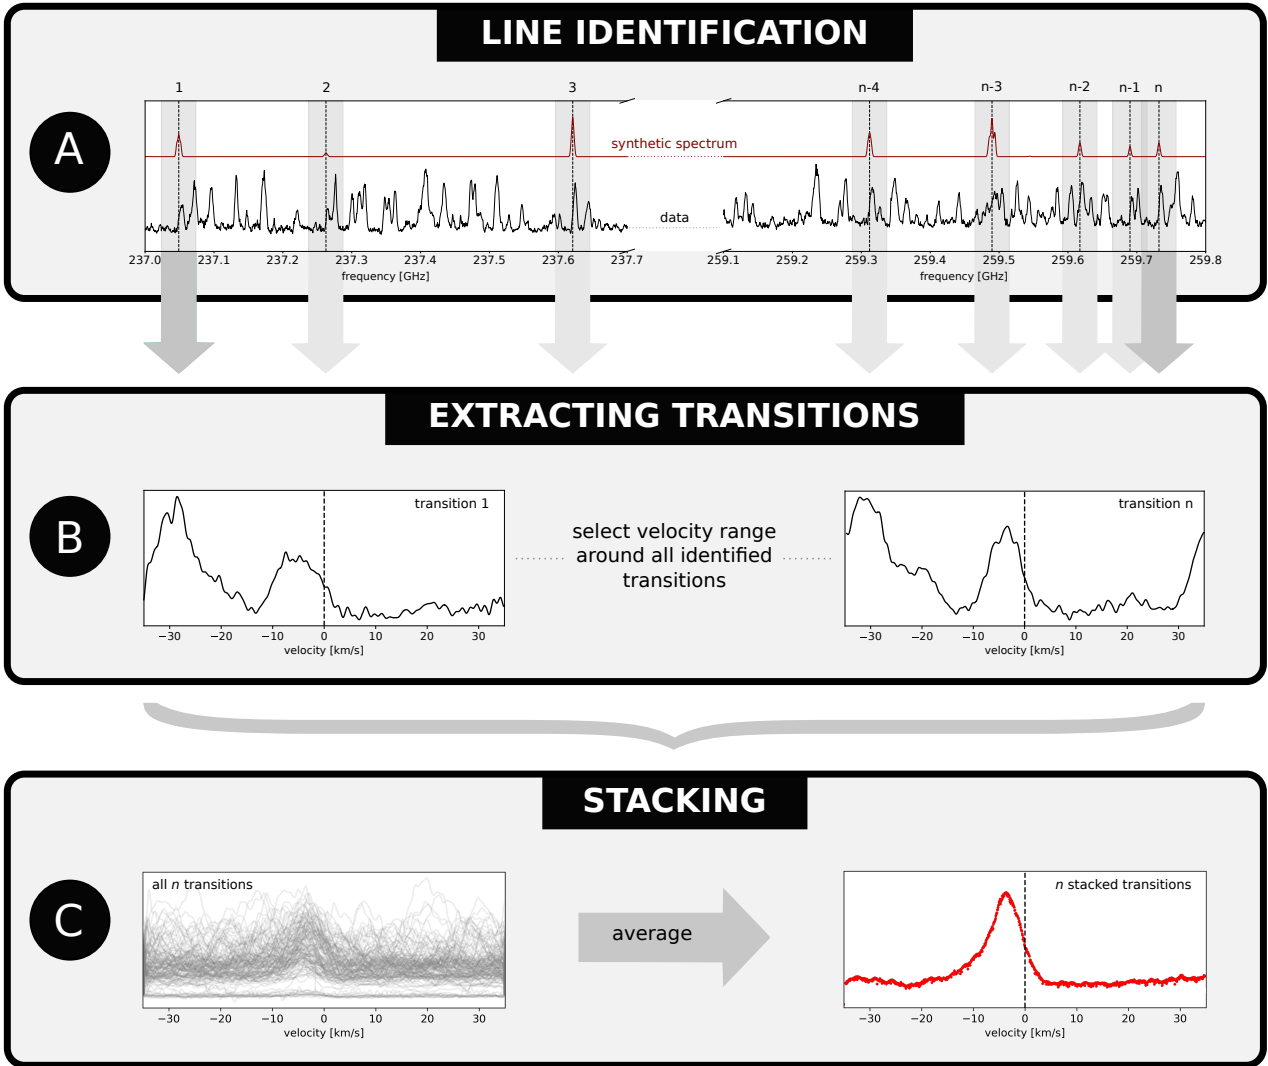 LINE IDENTIFICATION
A
1 2 3 n-4 n-3 n-2 n-1 n
synthetic spectrum
data
237.0 237.1 237.2 237.3 237.4 237.5 237.6 237.7 259.1 259.2 259.3 259.4 259.5 259.6 259.7 259.8
frequency [GHz] frequency [GHz]
EXTRACTING TRANSITIONS
B
transition 1
select velocity range
around all identified
transitions
transition n
−30 −20 −10 0 10 20 30
velocity [km/s]
−30 −20 −10 0 10 20 30
velocity [km/s]
STACKING
C
all n transitions
average
n stacked transitions
−30 −20 −10 0 10 20 30
velocity [km/s]
−30 −20 −10 0 10 20 30
velocity [km/s]